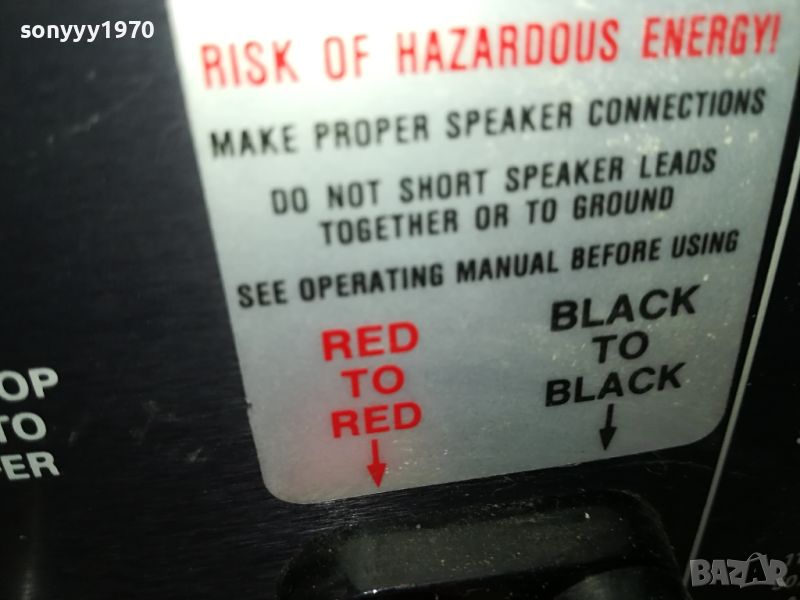 sonyyy1970
RISK OF HAZARDOUS ENERGY!
MAKE PROPER SPEAKER CONNECTIONS
DO NOT SHORT SPEAKER LEADS
TOGETHER OR TO GROUND
SEE OPERATING MANUAL BEFORE USING
RED
TO
RED
BLACK
TO
BLACK
OP
TO
FER
BAZAR